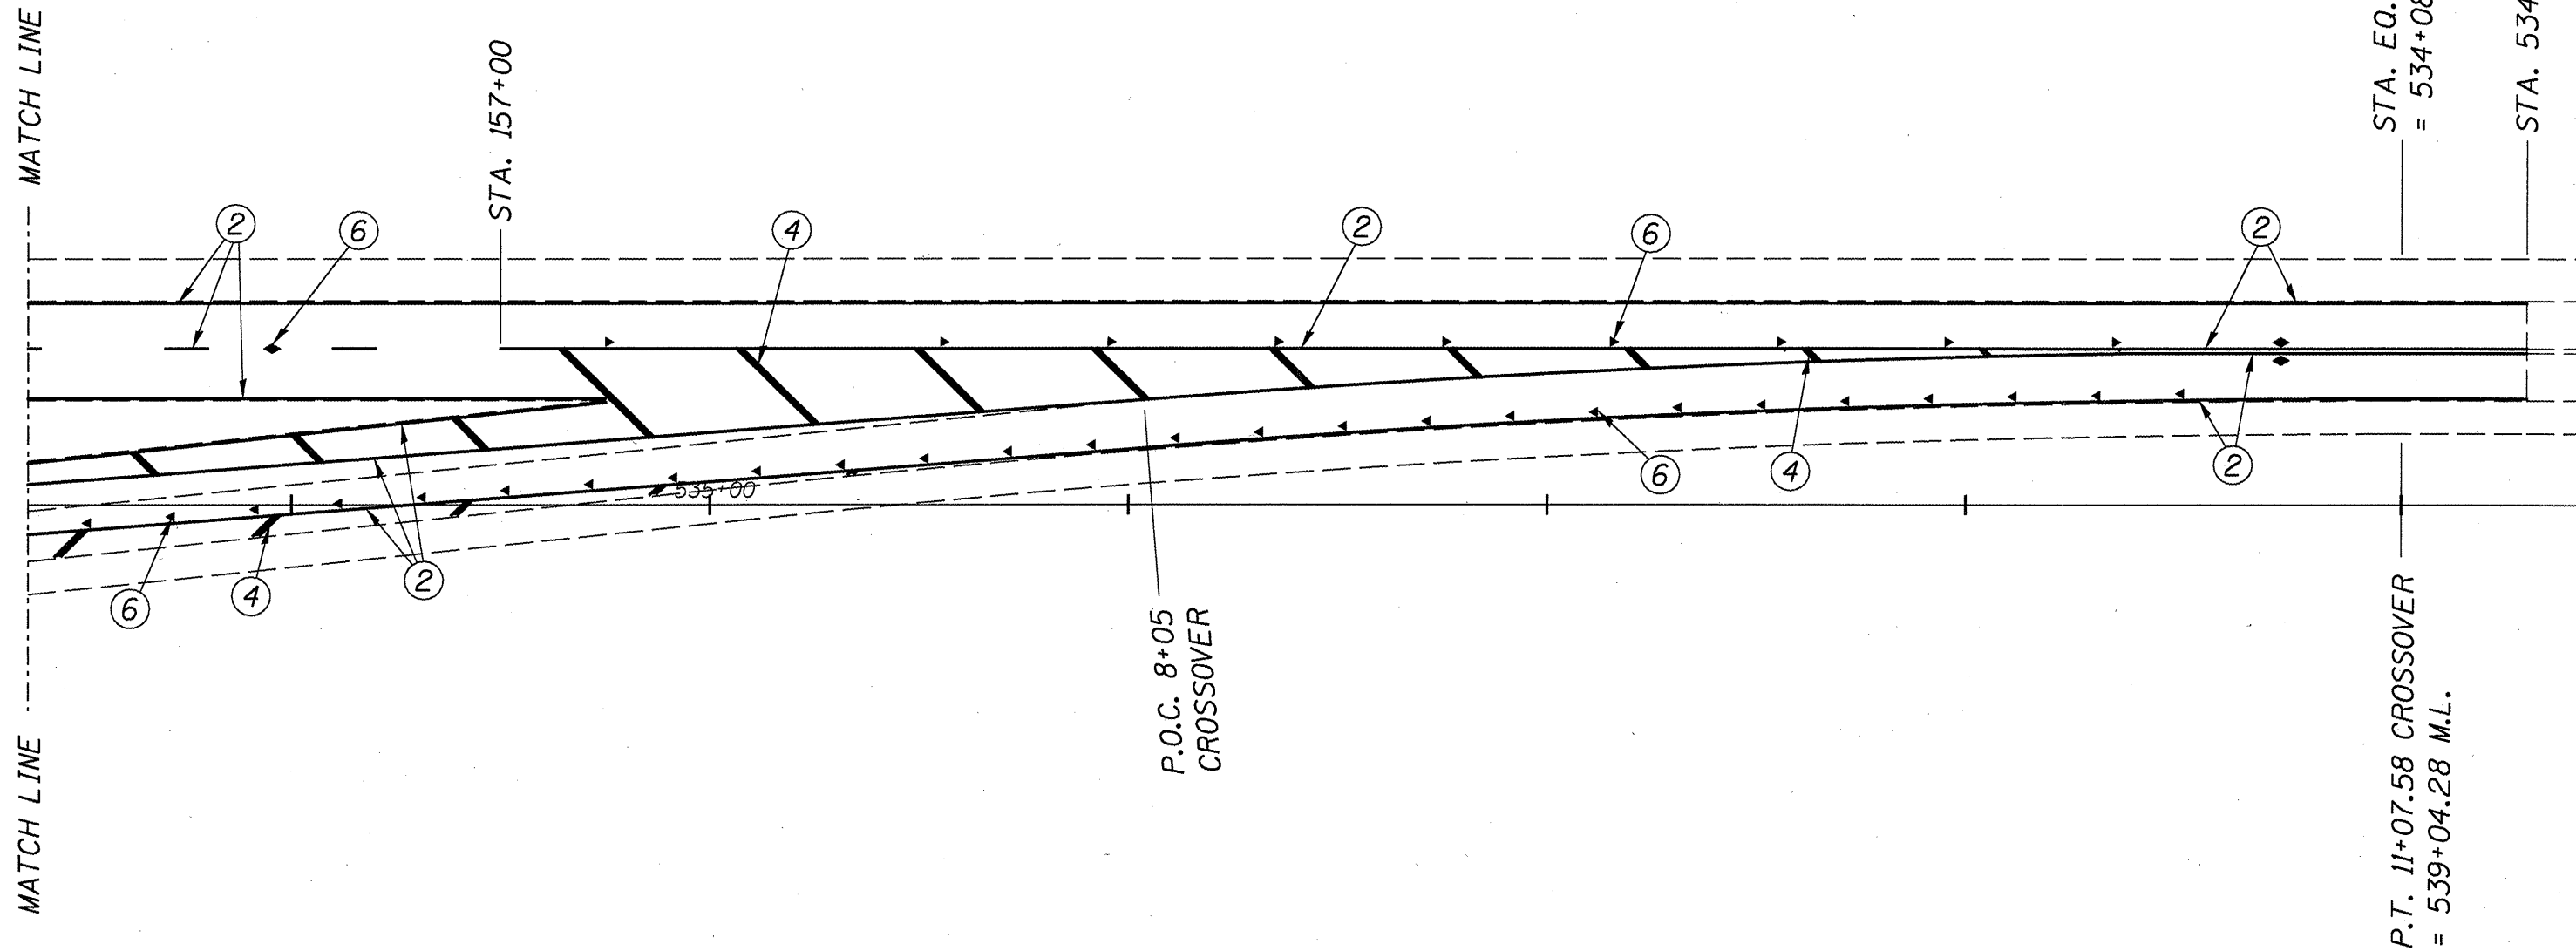 MATCH LINE
STA. 157+00
STA. EQ.
= 534+08
STA. 534
2
6
4
2
6
2
535+00
6
4
2
6
4
2
P.O.C. 8+05
CROSSOVER
MATCH LINE
P.T. 11+07.58 CROSSOVER
= 539+04.28 M.L.